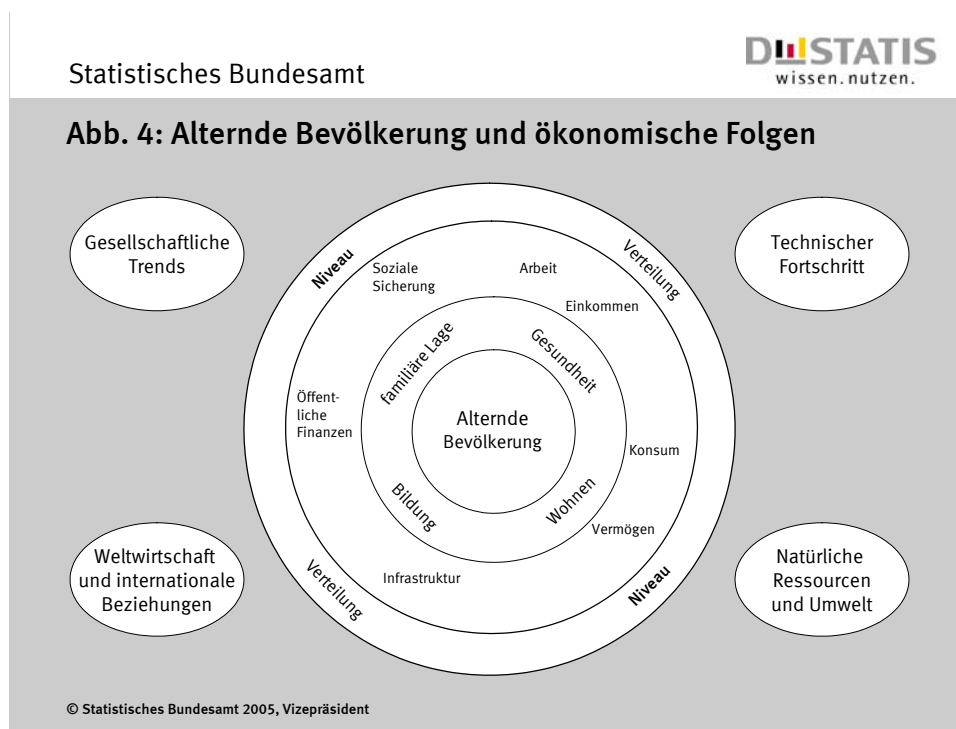 Statistisches Bundesamt
DESTATIS
wissen.nutzen.
Abb. 4: Alternde Bevölkerung und ökonomische Folgen
Gesellschaftliche
Trends
Technischer
Fortschritt
Niveau
Verteilung
Soziale
Sicherung
Arbeit
Einkommen
familiäre Lage
Gesundheit
Öffent-
liche
Finanzen
Alternde
Bevölkerung
Konsum
Bildung
Wohnen
Vermögen
Infrastruktur
Verteilung
Niveau
Weltwirtschaft
und internationale
Beziehungen
Natürliche
Ressourcen
und Umwelt
© Statistisches Bundesamt 2005, Vizepräsident